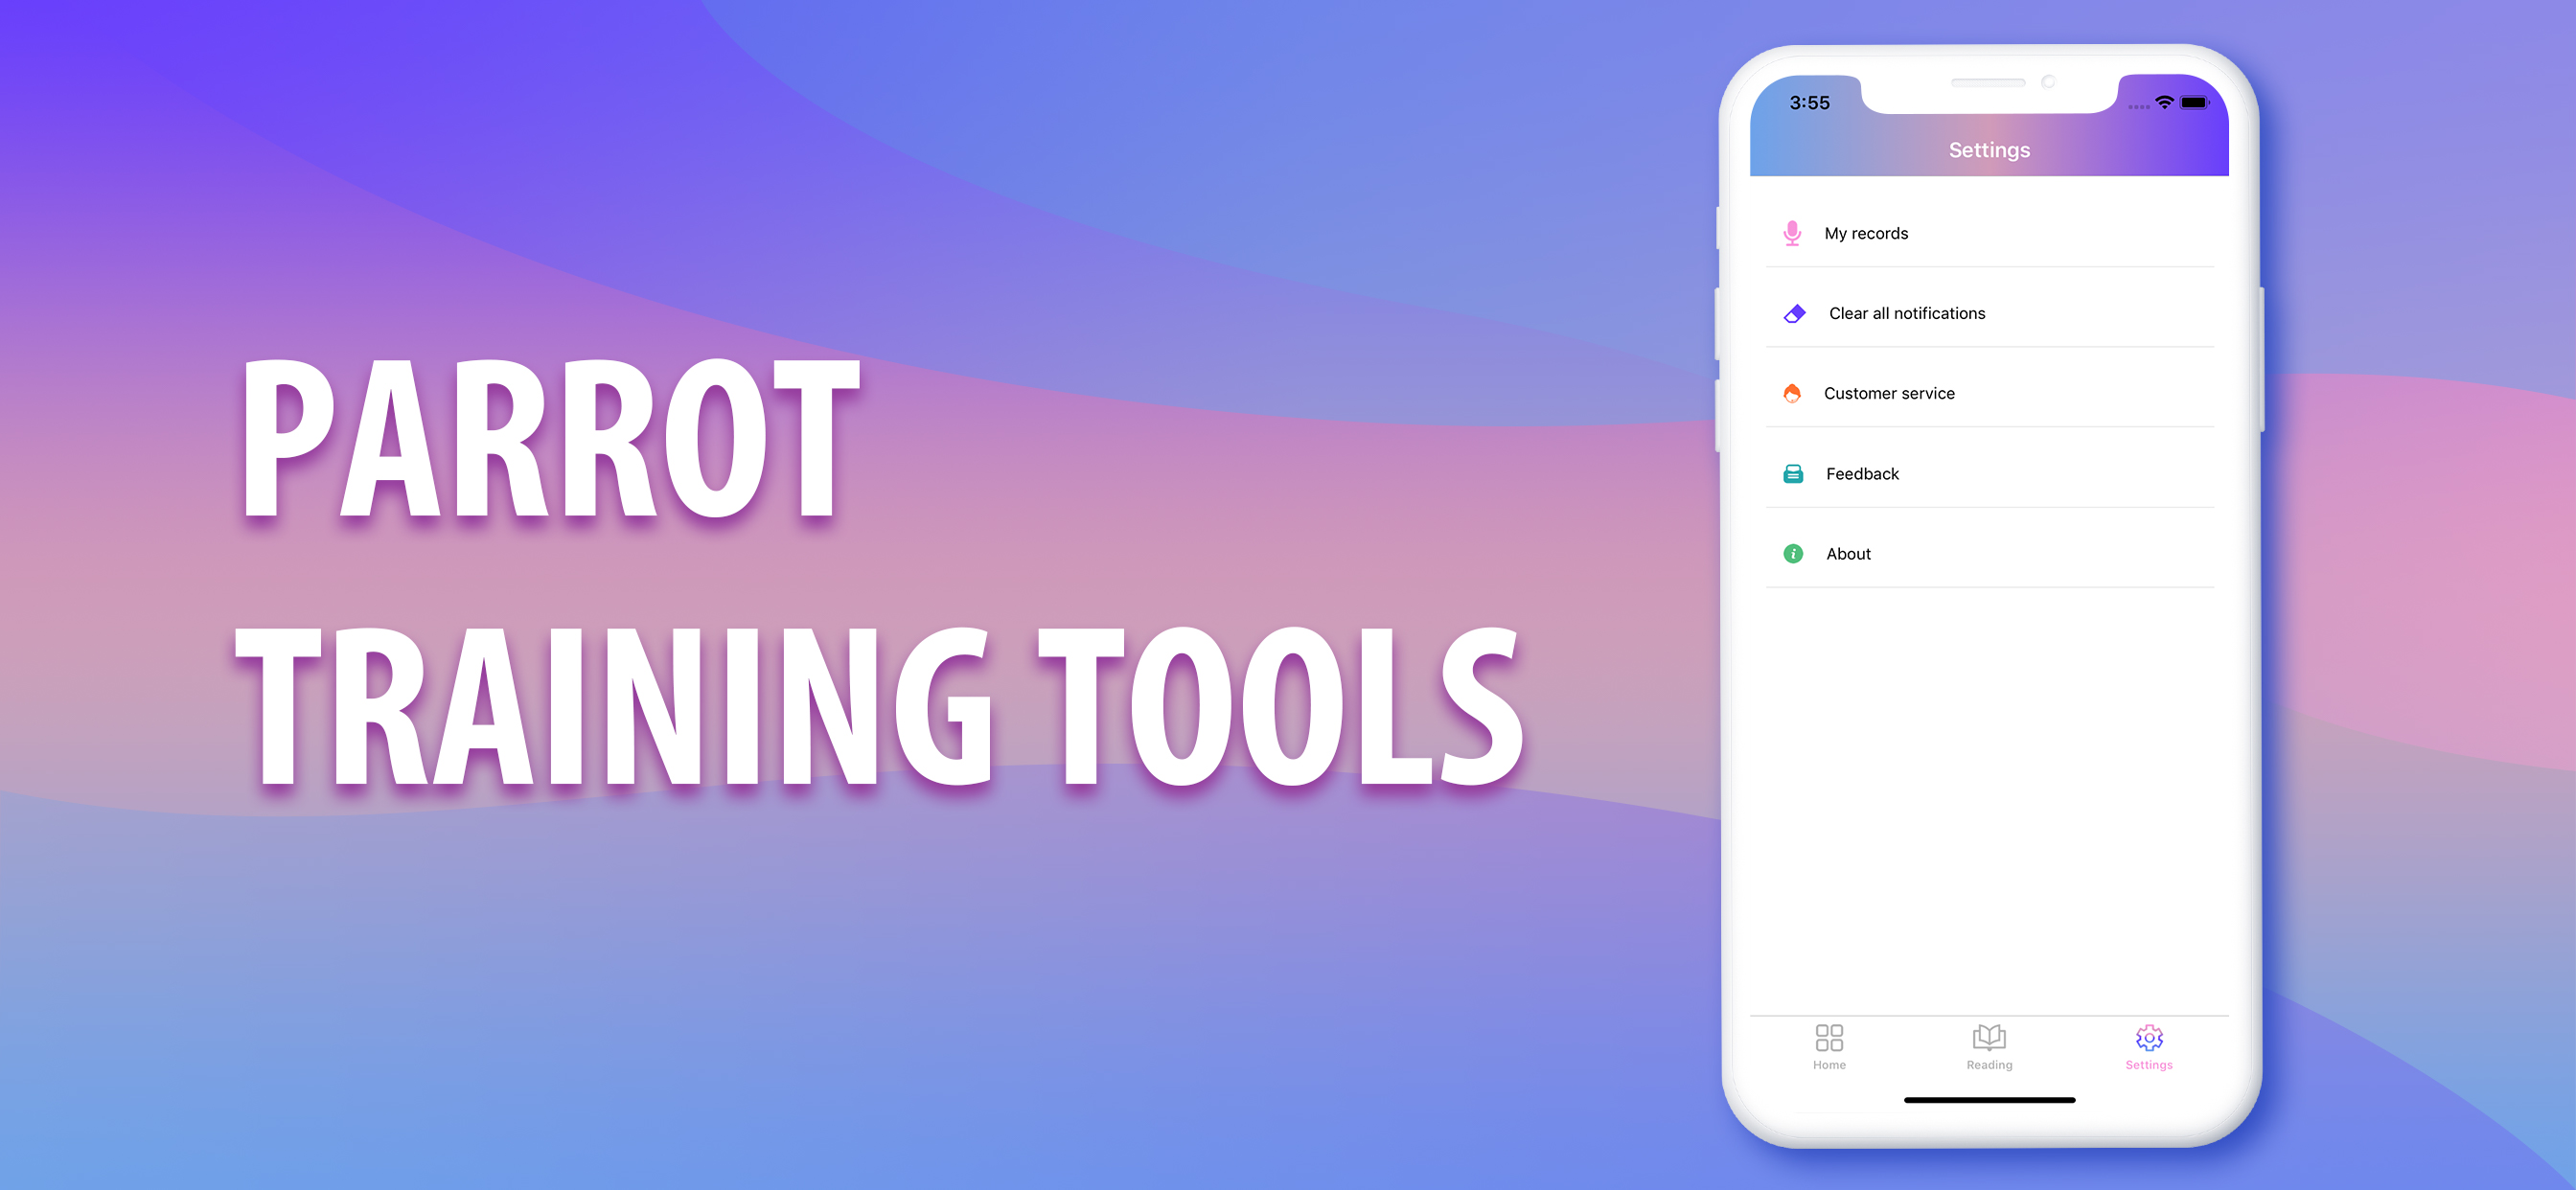 PARROT
TRAINING TOOLS
3:55
Settings
My records
Clear all notifications
Customer service
Feedback
About
Home
Reading
Settings